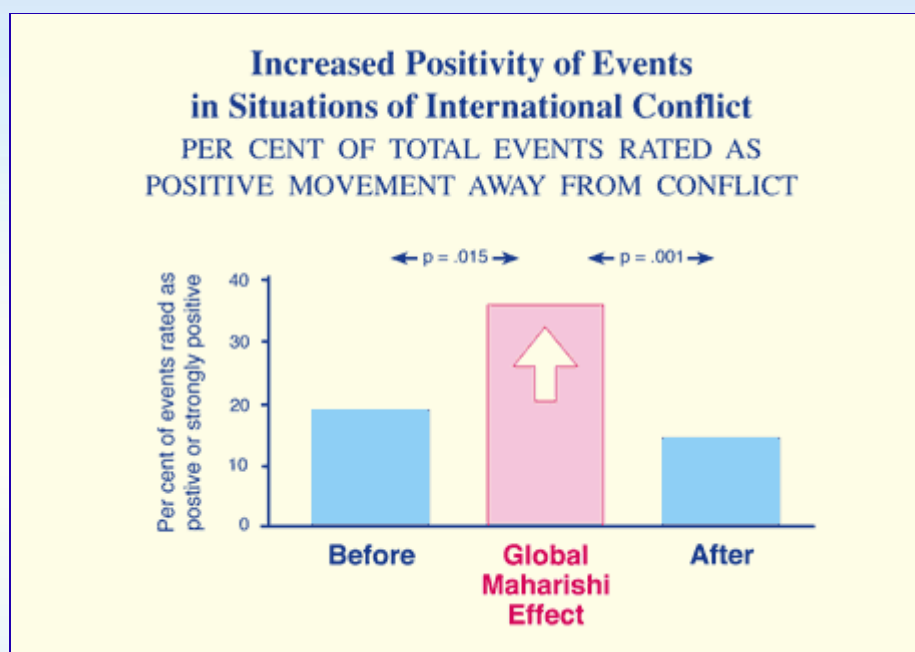 Increased Positivity of Events
in Situations of International Conflict
PER CENT OF TOTAL EVENTS RATED AS
POSITIVE MOVEMENT AWAY FROM CONFLICT
p = .015
p = .001
Per cent of events rated as
postive or strongly positive
40
30
20
10
0
Before
Global
Maharishi
Effect
After